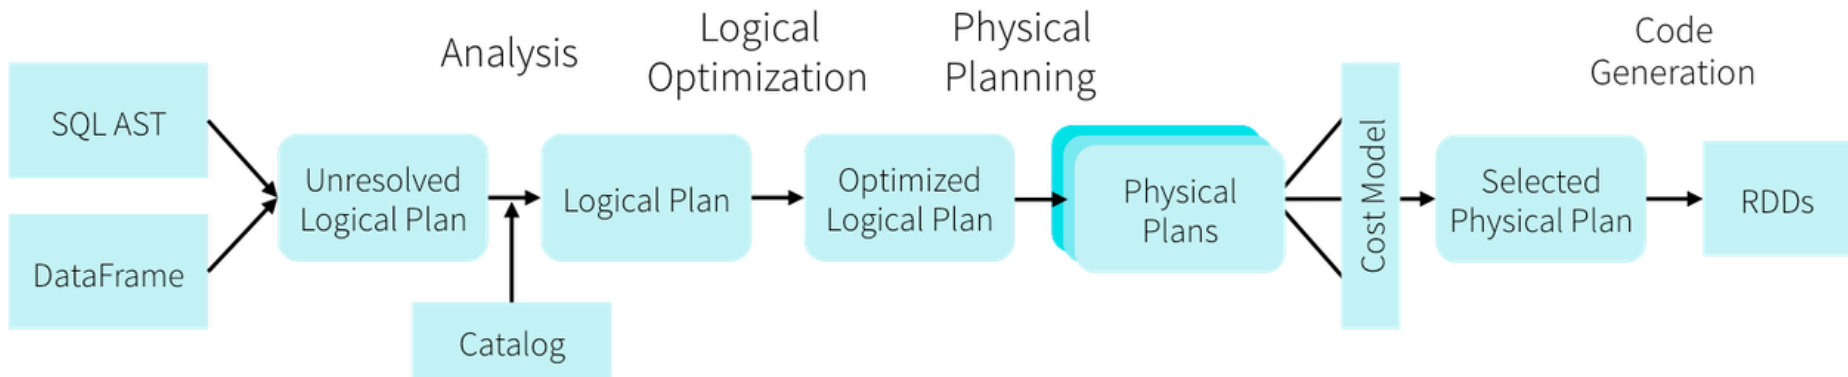 Analysis
Logical
Optimization
Physical
Planning
Code
Generation
SQL AST
DataFrame
Unresolved
Logical Plan
Catalog
Logical Plan
Optimized
Logical Plan
Physical
Plans
Cost Model
Selected
Physical Plan
RDDs